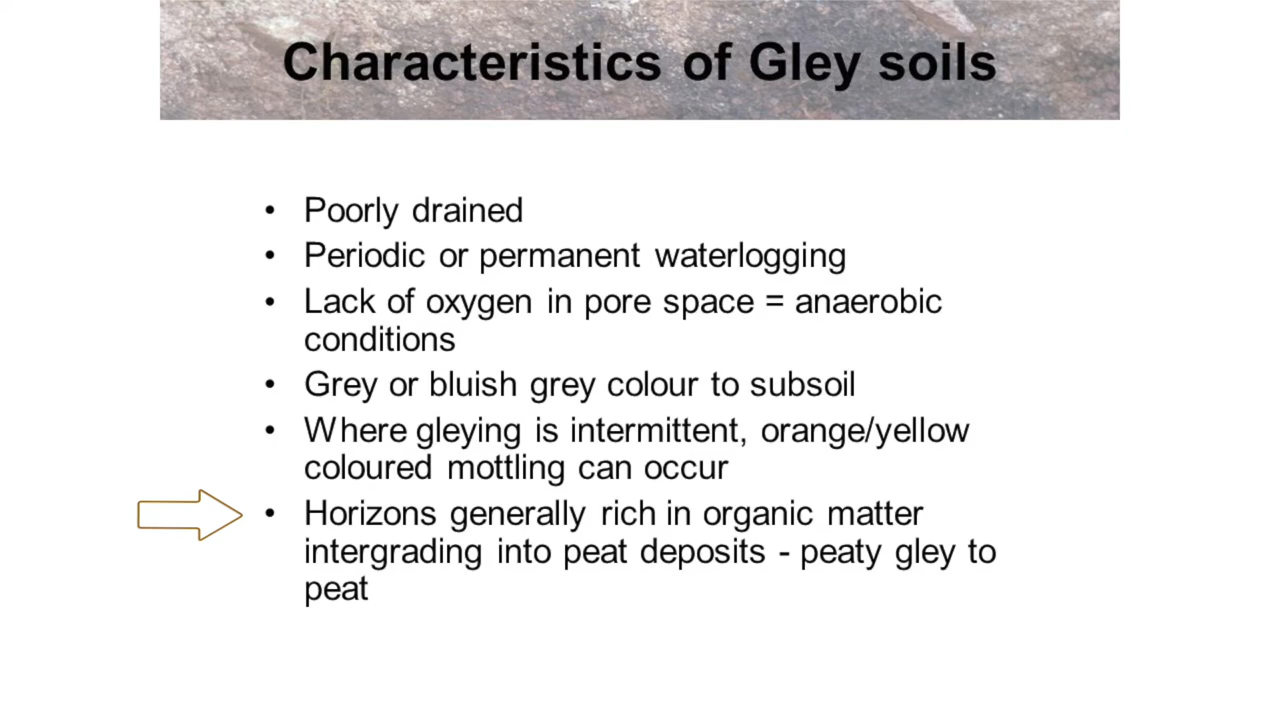 Characteristics of Gley soils
• Poorly drained
• Periodic or permanent waterlogging
• Lack of oxygen in pore space = anaerobic
conditions
• Grey or bluish grey colour to subsoil
• Where gleying is intermittent, orange/yellow
coloured mottling can occur
• Horizons generally rich in organic matter
intergrading into peat deposits - peaty gley to
peat